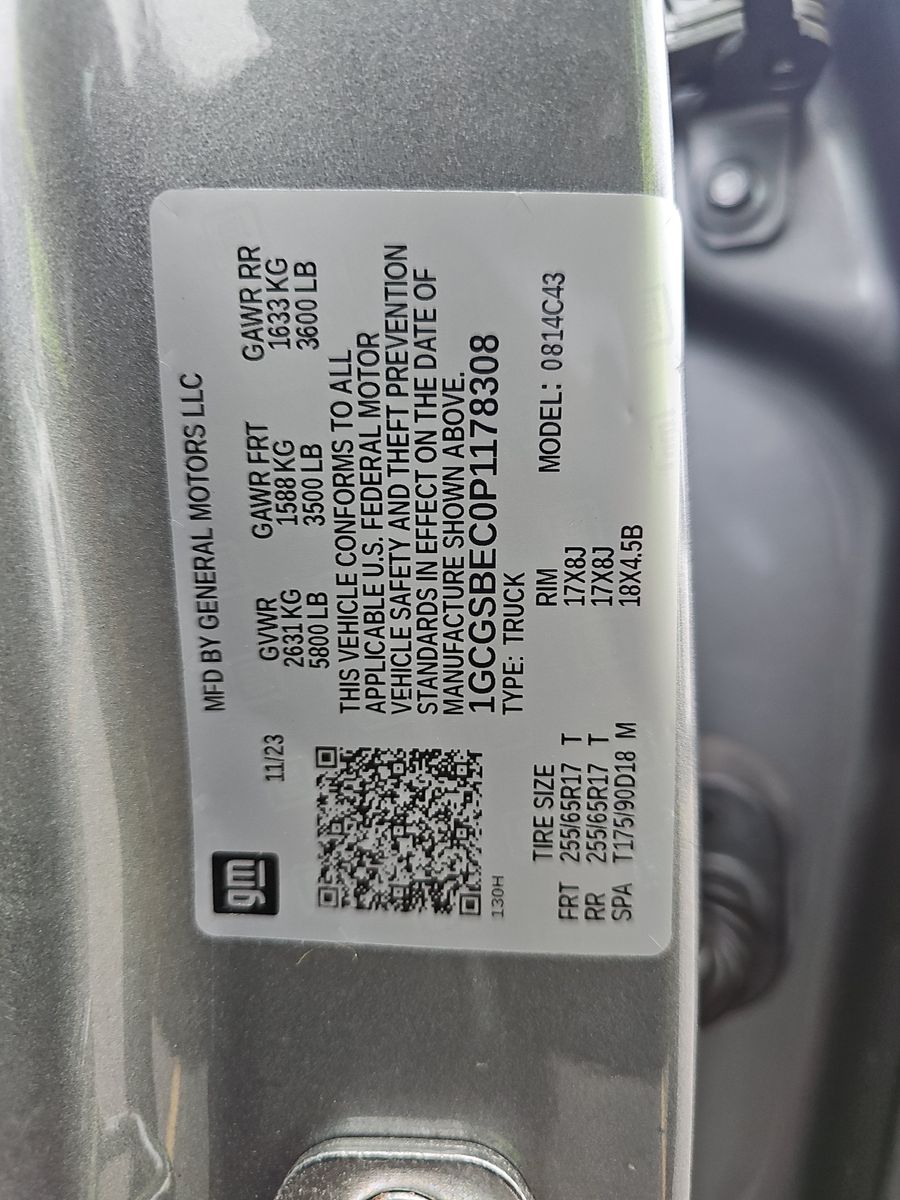 gm
11/23
MFD BY GENERAL MOTORS LLC
GVWR GAWR FRT GAWR RR
2631 KG 1588 KG 1633 KG
5800 LB 3500 LB 3600 LB
THIS VEHICLE CONFORMS TO ALL
APPLICABLE U.S. FEDERAL MOTOR
VEHICLE SAFETY AND THEFT PREVENTION
STANDARDS IN EFFECT ON THE DATE OF
MANUFACTURE SHOWN ABOVE.
1GCGSBEC0P1178308
TYPE: TRUCK
130H
MODEL: 0814C43
TIRE SIZE RIM
FRT 255/65R17 T 17X8J
RR 255/65R17 T 17X8J
SPA T175/90D18 M 18X4.5B